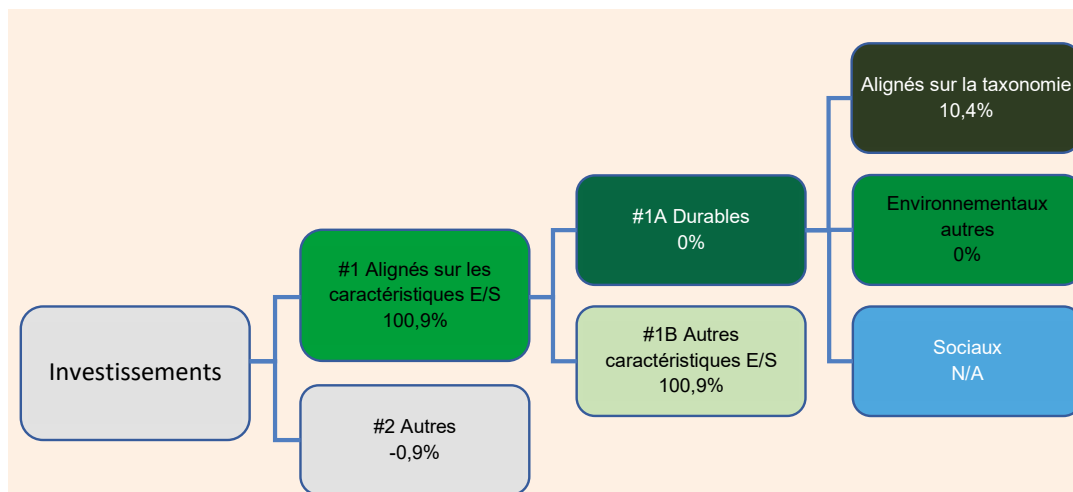 Investissements
#1 Alignés sur les
caractéristiques E/S
100,9%
#2 Autres
-0,9%
#1A Durables
0%
#1B Autres
caractéristiques E/S
100,9%
Alignés sur la taxonomie
10,4%
Environnementaux
autres
0%
Sociaux
N/A